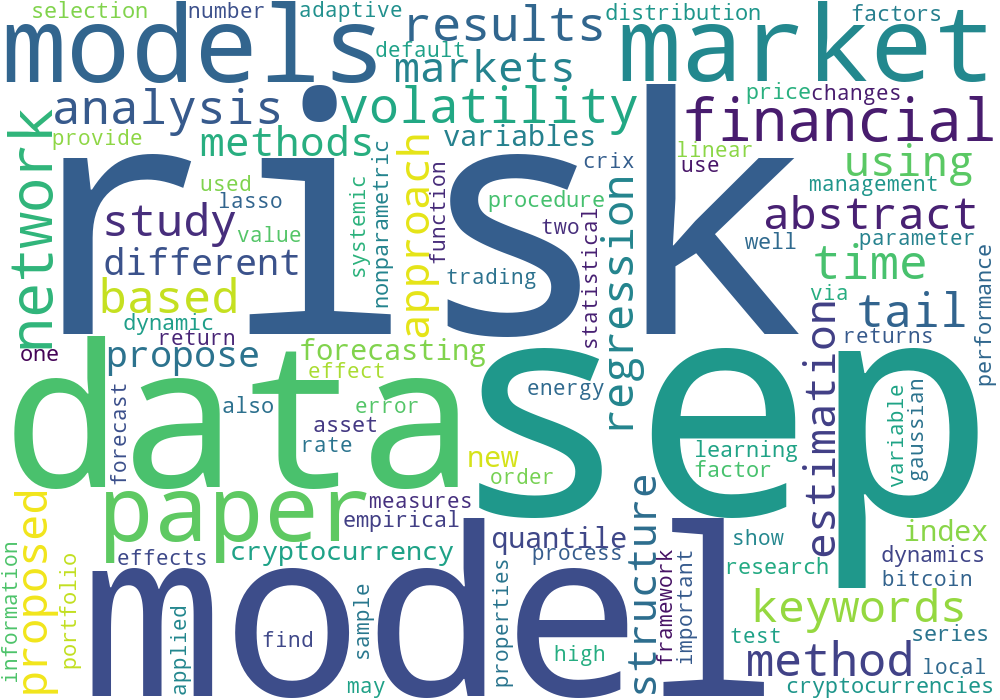 selection
number
adaptive
distribution
factors
models
results
market
default
markets
analysis
volatility
price
changes
financial
provide
methods
variables
linear
network
risk
approach
crix
use
using
used
lasso
nonparametric
systemic
function
procedure
regression
management
study
value
two
statistical
abstract
different
trading
well
parameter
time
performance
based
via
tail
dynamic
return
returns
one
propose
forecasting
estimation
effect
data
sep
energy
forecast
also
error
asset
rate
variable
gaussian
new
learning
factor
order
paper
measures
empirical
structure
proposed
quantile
index
effects
cryptocurrency
process
show
dynamics
research
bitcoin
model
information
portfolio
applied
sample
properties
framework
important
keywords
find
high
test
series
method
local
may
cryptocurrencies